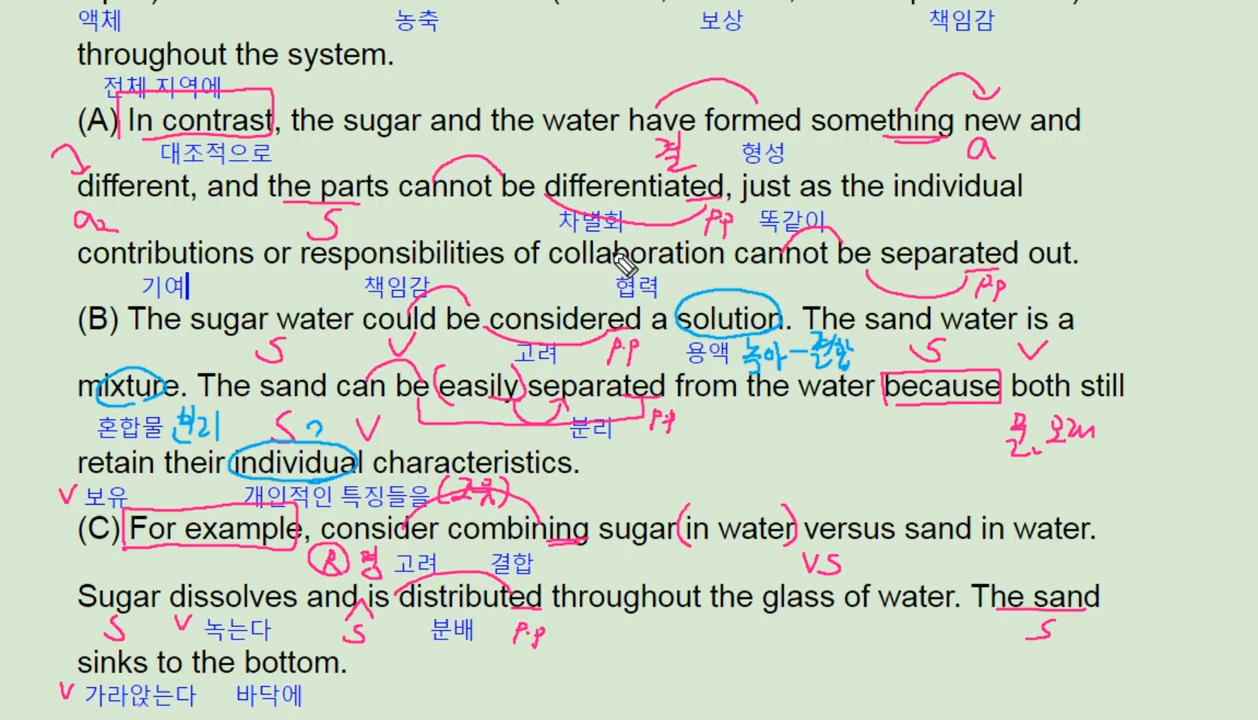 액체 농축 보상 책임감
throughout the system.
전체 지역에
(A) In contrast, the sugar and the water have formed something new and
대조적으로 형성 a
different, and the parts cannot be differentiated, just as the individual
a₂ S 차별화 p.p 똑같이
contributions or responsibilities of collaboration cannot be separated out.
기여 책임감 협력 p.p
(B) The sugar water could be considered a solution. The sand water is a
S V 고려 p.p 용액 녹아-결합 S V
mixture. The sand can be easily separated from the water because both still
혼합물 분리 S V 분리 p.p 물, 모래
retain their individual characteristics.
V 보유 개인적인 특징들을
(C) For example, consider combining sugar (in water) versus sand in water.
고려 결합 VS
Sugar dissolves and is distributed throughout the glass of water. The sand
S V 녹는다 S 분배 p.p S
sinks to the bottom.
V 가라앉는다 바닥에